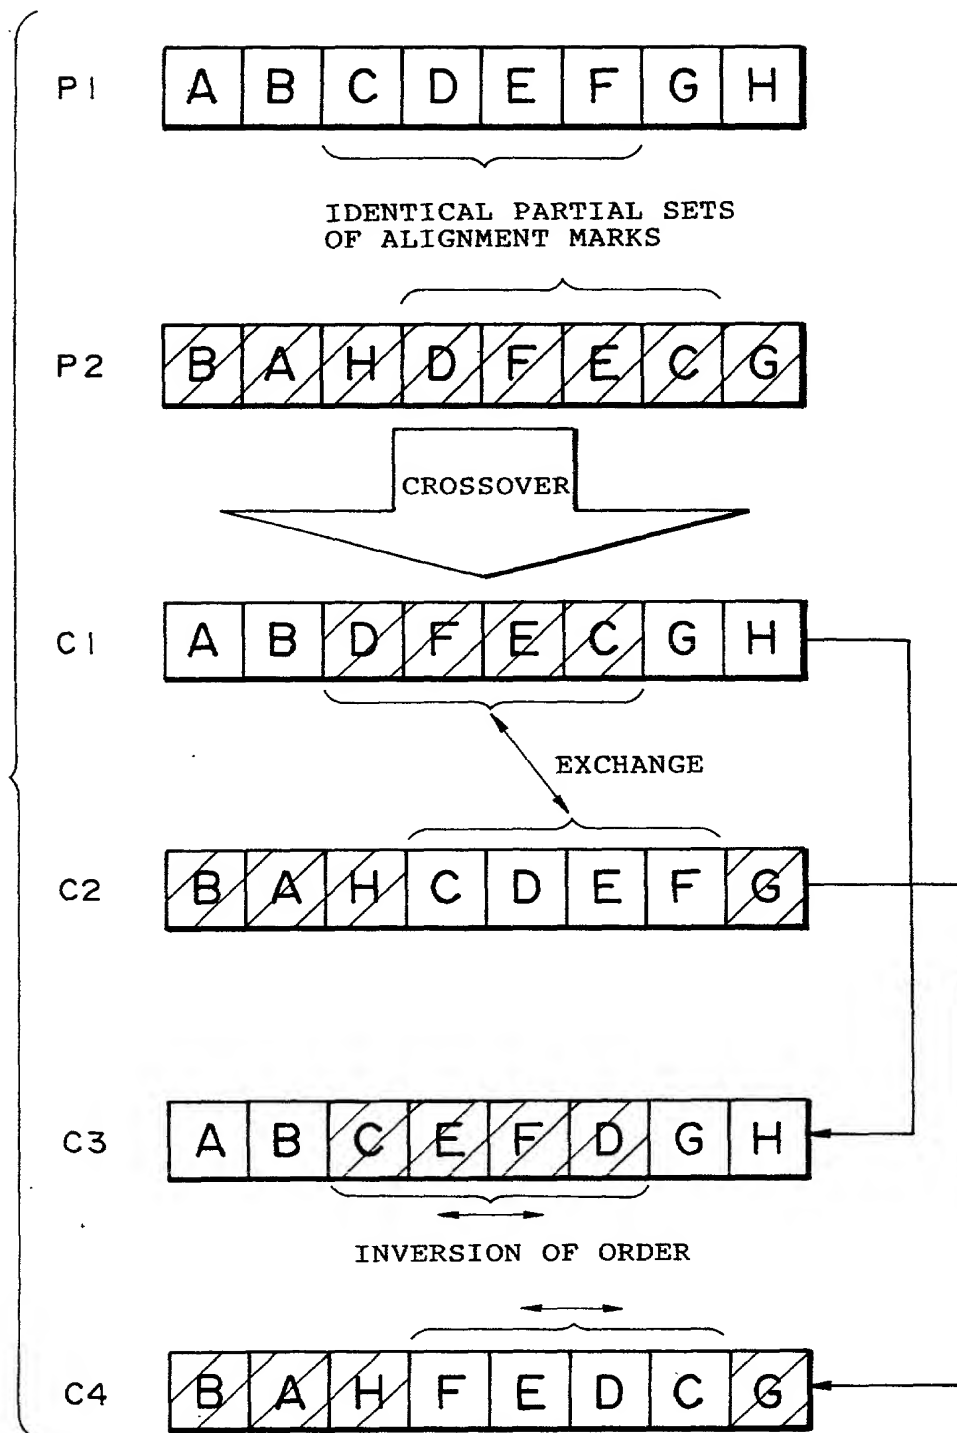 P1 A B C D E F G H
IDENTICAL PARTIAL SETS
OF ALIGNMENT MARKS
P2 B A H D F E C G
CROSSOVER
C1 A B D F E C G H
EXCHANGE
C2 B A H C D E F G
C3 A B C E F D G H
INVERSION OF ORDER
C4 B A H F E D C G